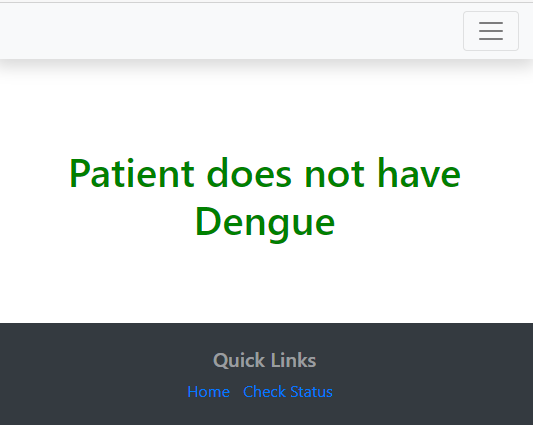 Patient does not have
Dengue
Quick Links
Home Check Status